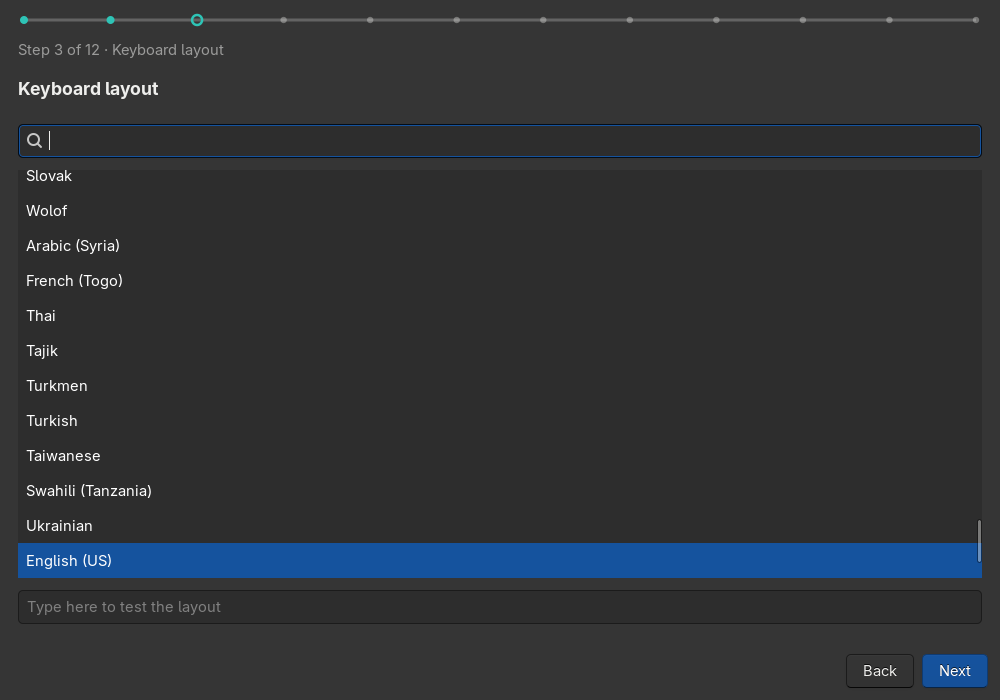 Step 3 of 12 · Keyboard layout
Keyboard layout
Slovak
Wolof
Arabic (Syria)
French (Togo)
Thai
Tajik
Turkmen
Turkish
Taiwanese
Swahili (Tanzania)
Ukrainian
English (US)
Type here to test the layout
Back Next